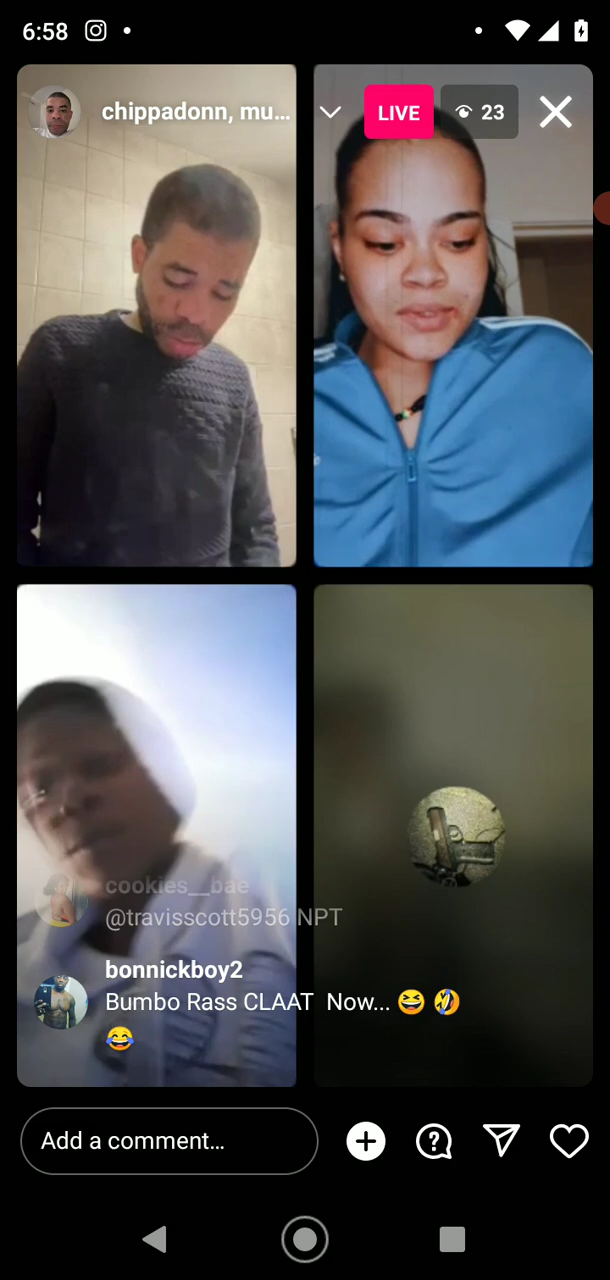 6:58
chippadonn, mu...
LIVE
23
cookies__bae
@travisscott5956 NPT
bonnickboy2
Bumbo Rass CLAAT Now... 😆 🤣
😂
Add a comment...